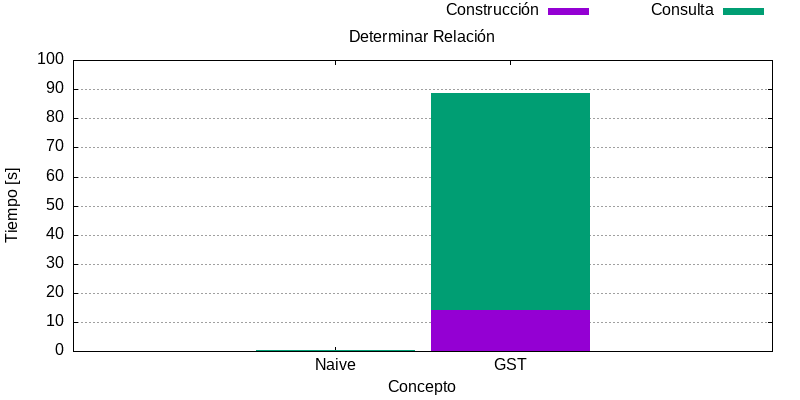 Construcción
Consulta
Determinar Relación
100
90
80
70
60
50
40
30
20
10
0
Tiempo [s]
Naive
GST
Concepto